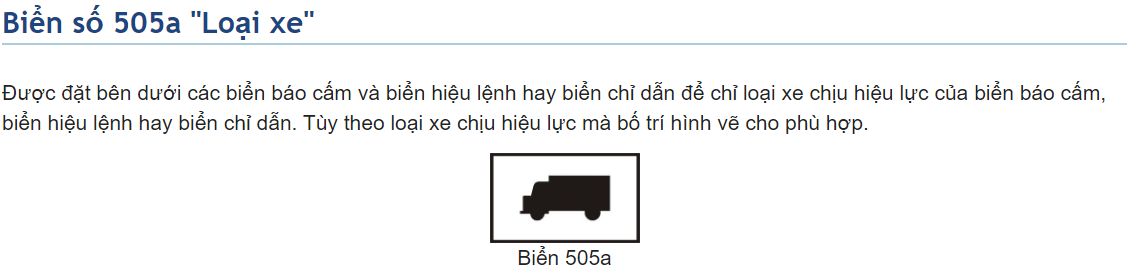 Biển số 505a "Loại xe"
Được đặt bên dưới các biển báo cấm và biển hiệu lệnh hay biển chỉ dẫn để chỉ loại xe chịu hiệu lực của biển báo cấm,
biển hiệu lệnh hay biển chỉ dẫn. Tùy theo loại xe chịu hiệu lực mà bố trí hình vẽ cho phù hợp.
Biển 505a